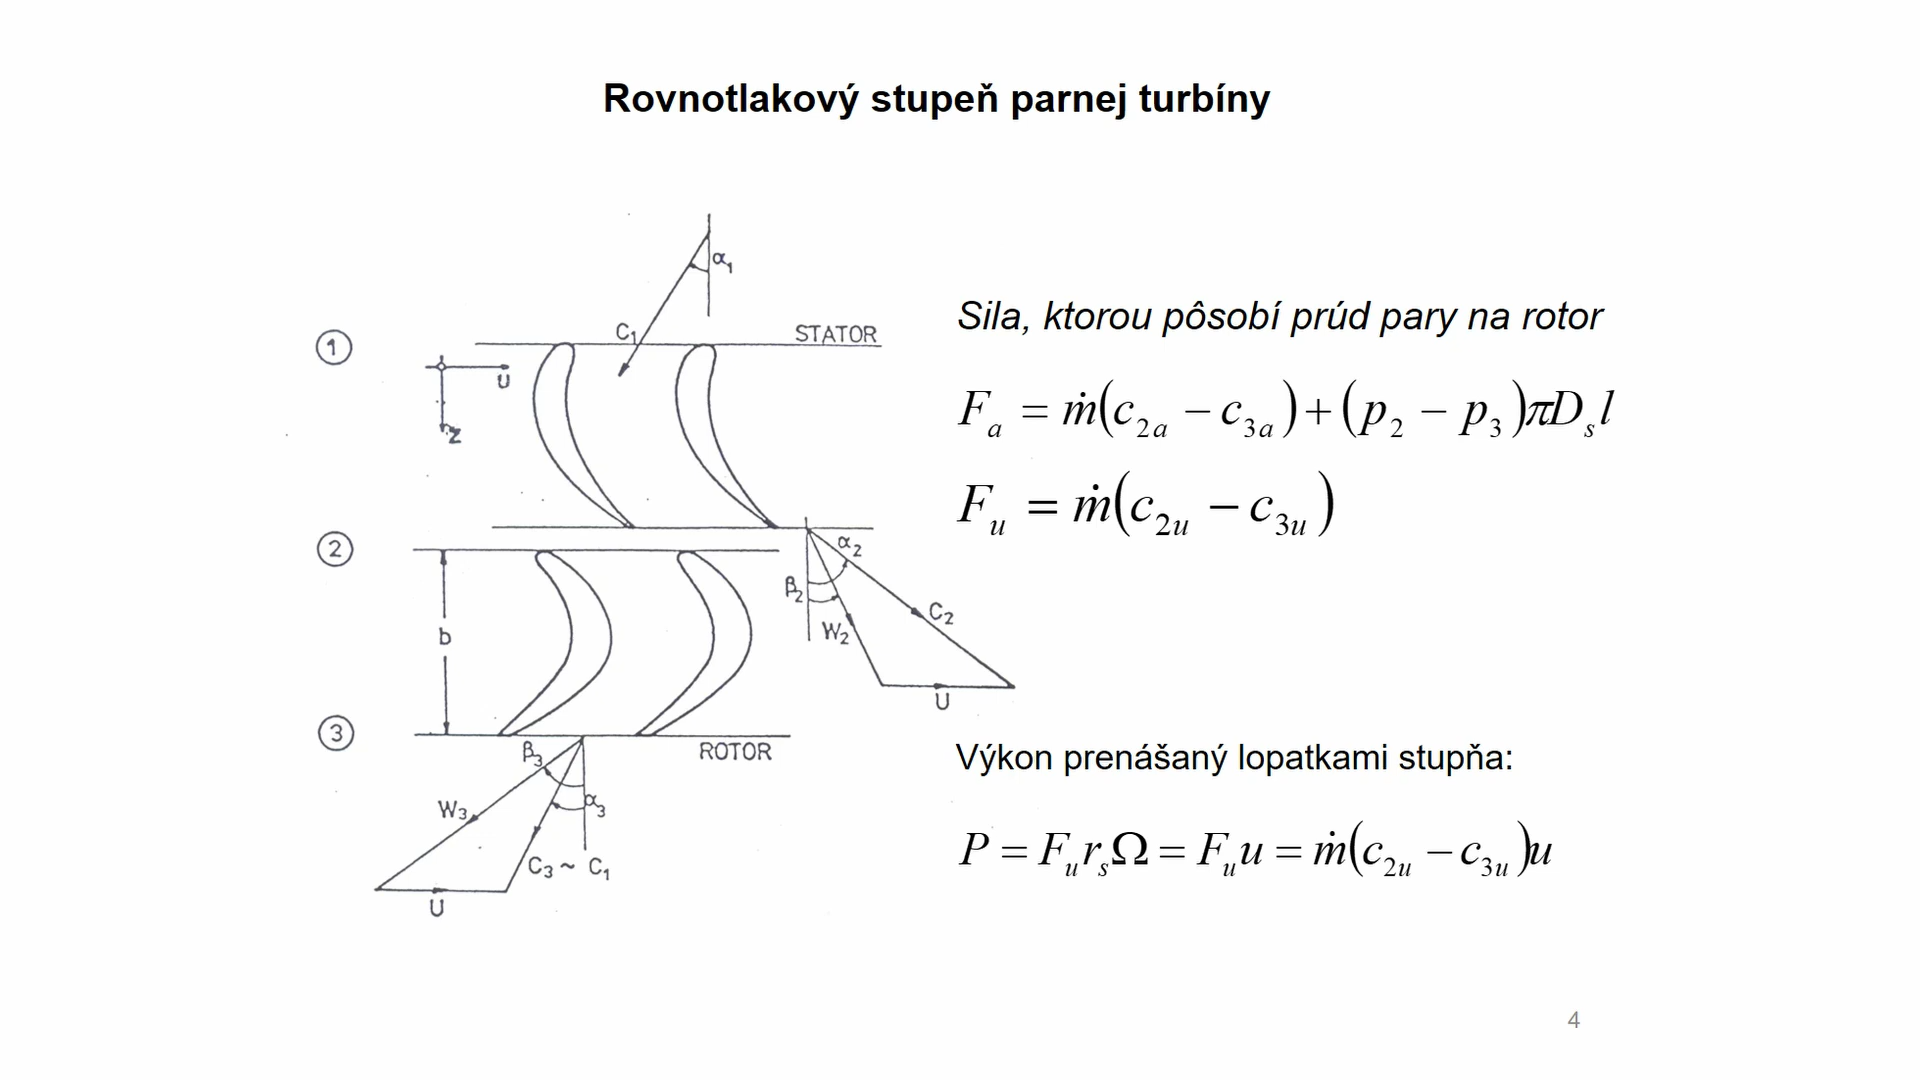 Rovnotlakový stupeň parnej turbíny
α₁
C₁
STATOR
1
U
z
Sila, ktorou pôsobí prúd pary na rotor
Fₐ = ṁ(c₂ₐ − c₃ₐ) + (p₂ − p₃)πDₛl
Fᵤ = ṁ(c₂ᵤ − c₃ᵤ)
2
α₂
β₂
C₂
W₂
b
U
3
ROTOR
β₃
α₃
W₃
C₃ ~ C₁
U
Výkon prenášaný lopatkami stupňa:
P = FᵤrₛΩ = Fᵤu = ṁ(c₂ᵤ − c₃ᵤ)u
4